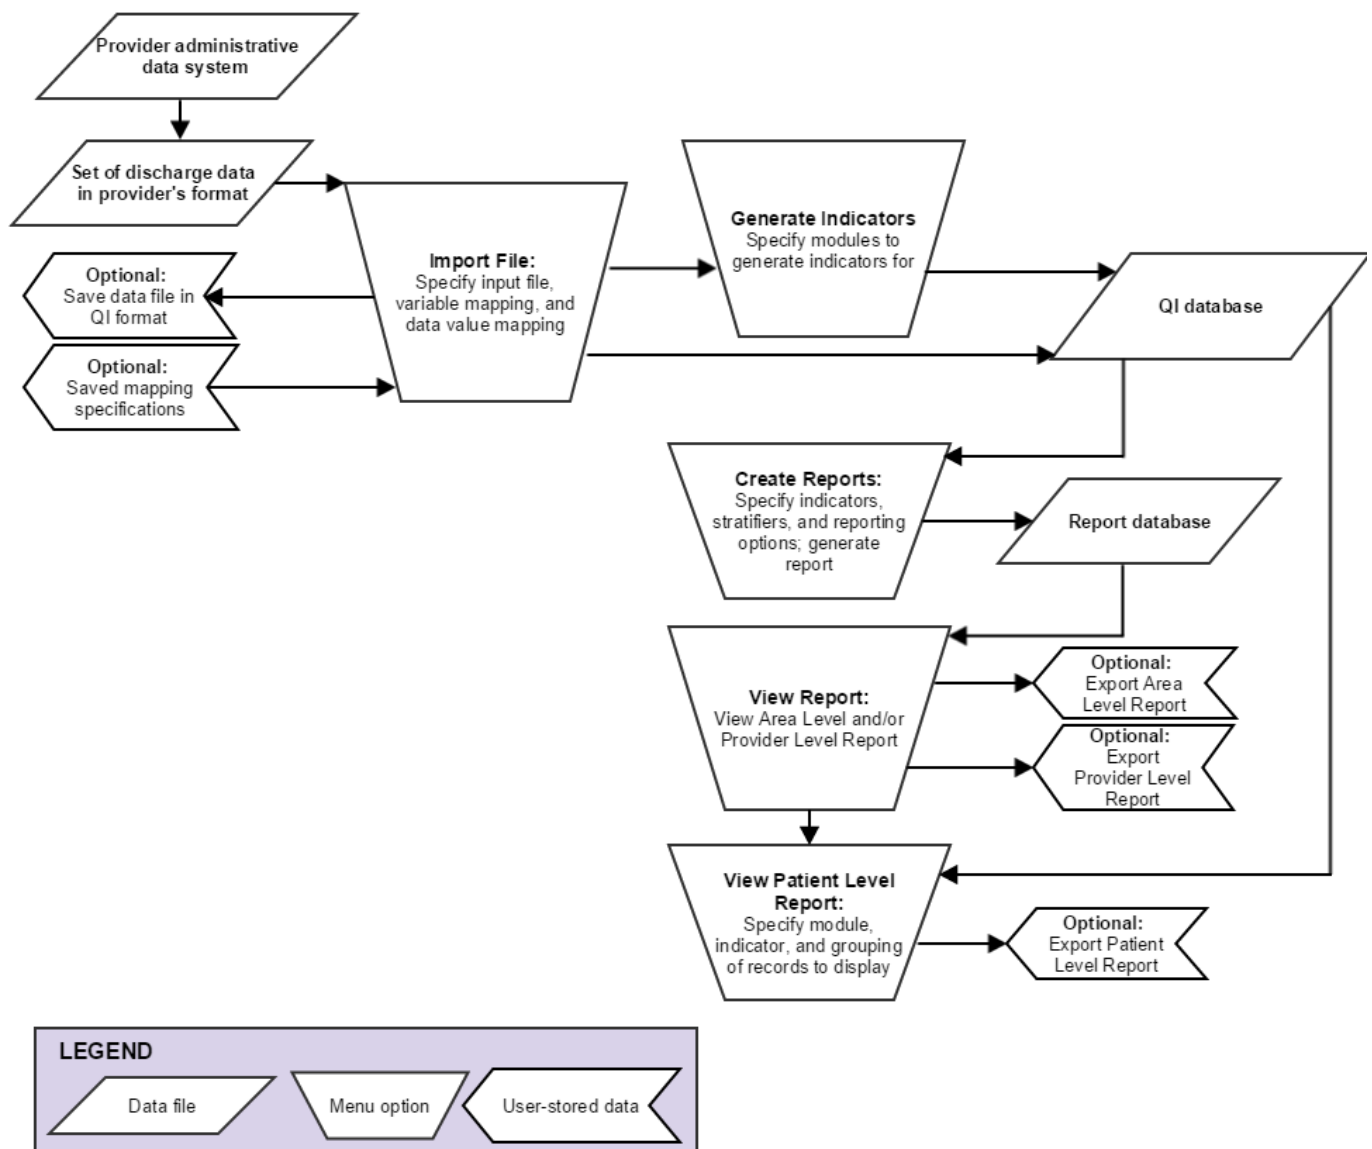 Provider administrative
data system
Set of discharge data
in provider's format
Optional:
Save data file in
QI format
Optional:
Saved mapping
specifications
Import File:
Specify input file,
variable mapping, and
data value mapping
Generate Indicators
Specify modules to
generate indicators for
QI database
Create Reports:
Specify indicators,
stratifiers, and reporting
options; generate
report
Report database
View Report:
View Area Level and/or
Provider Level Report
Optional:
Export Area
Level Report
Optional:
Export
Provider Level
Report
View Patient Level
Report:
Specify module,
indicator, and grouping
of records to display
Optional:
Export Patient
Level Report
LEGEND
Data file
Menu option
User-stored data